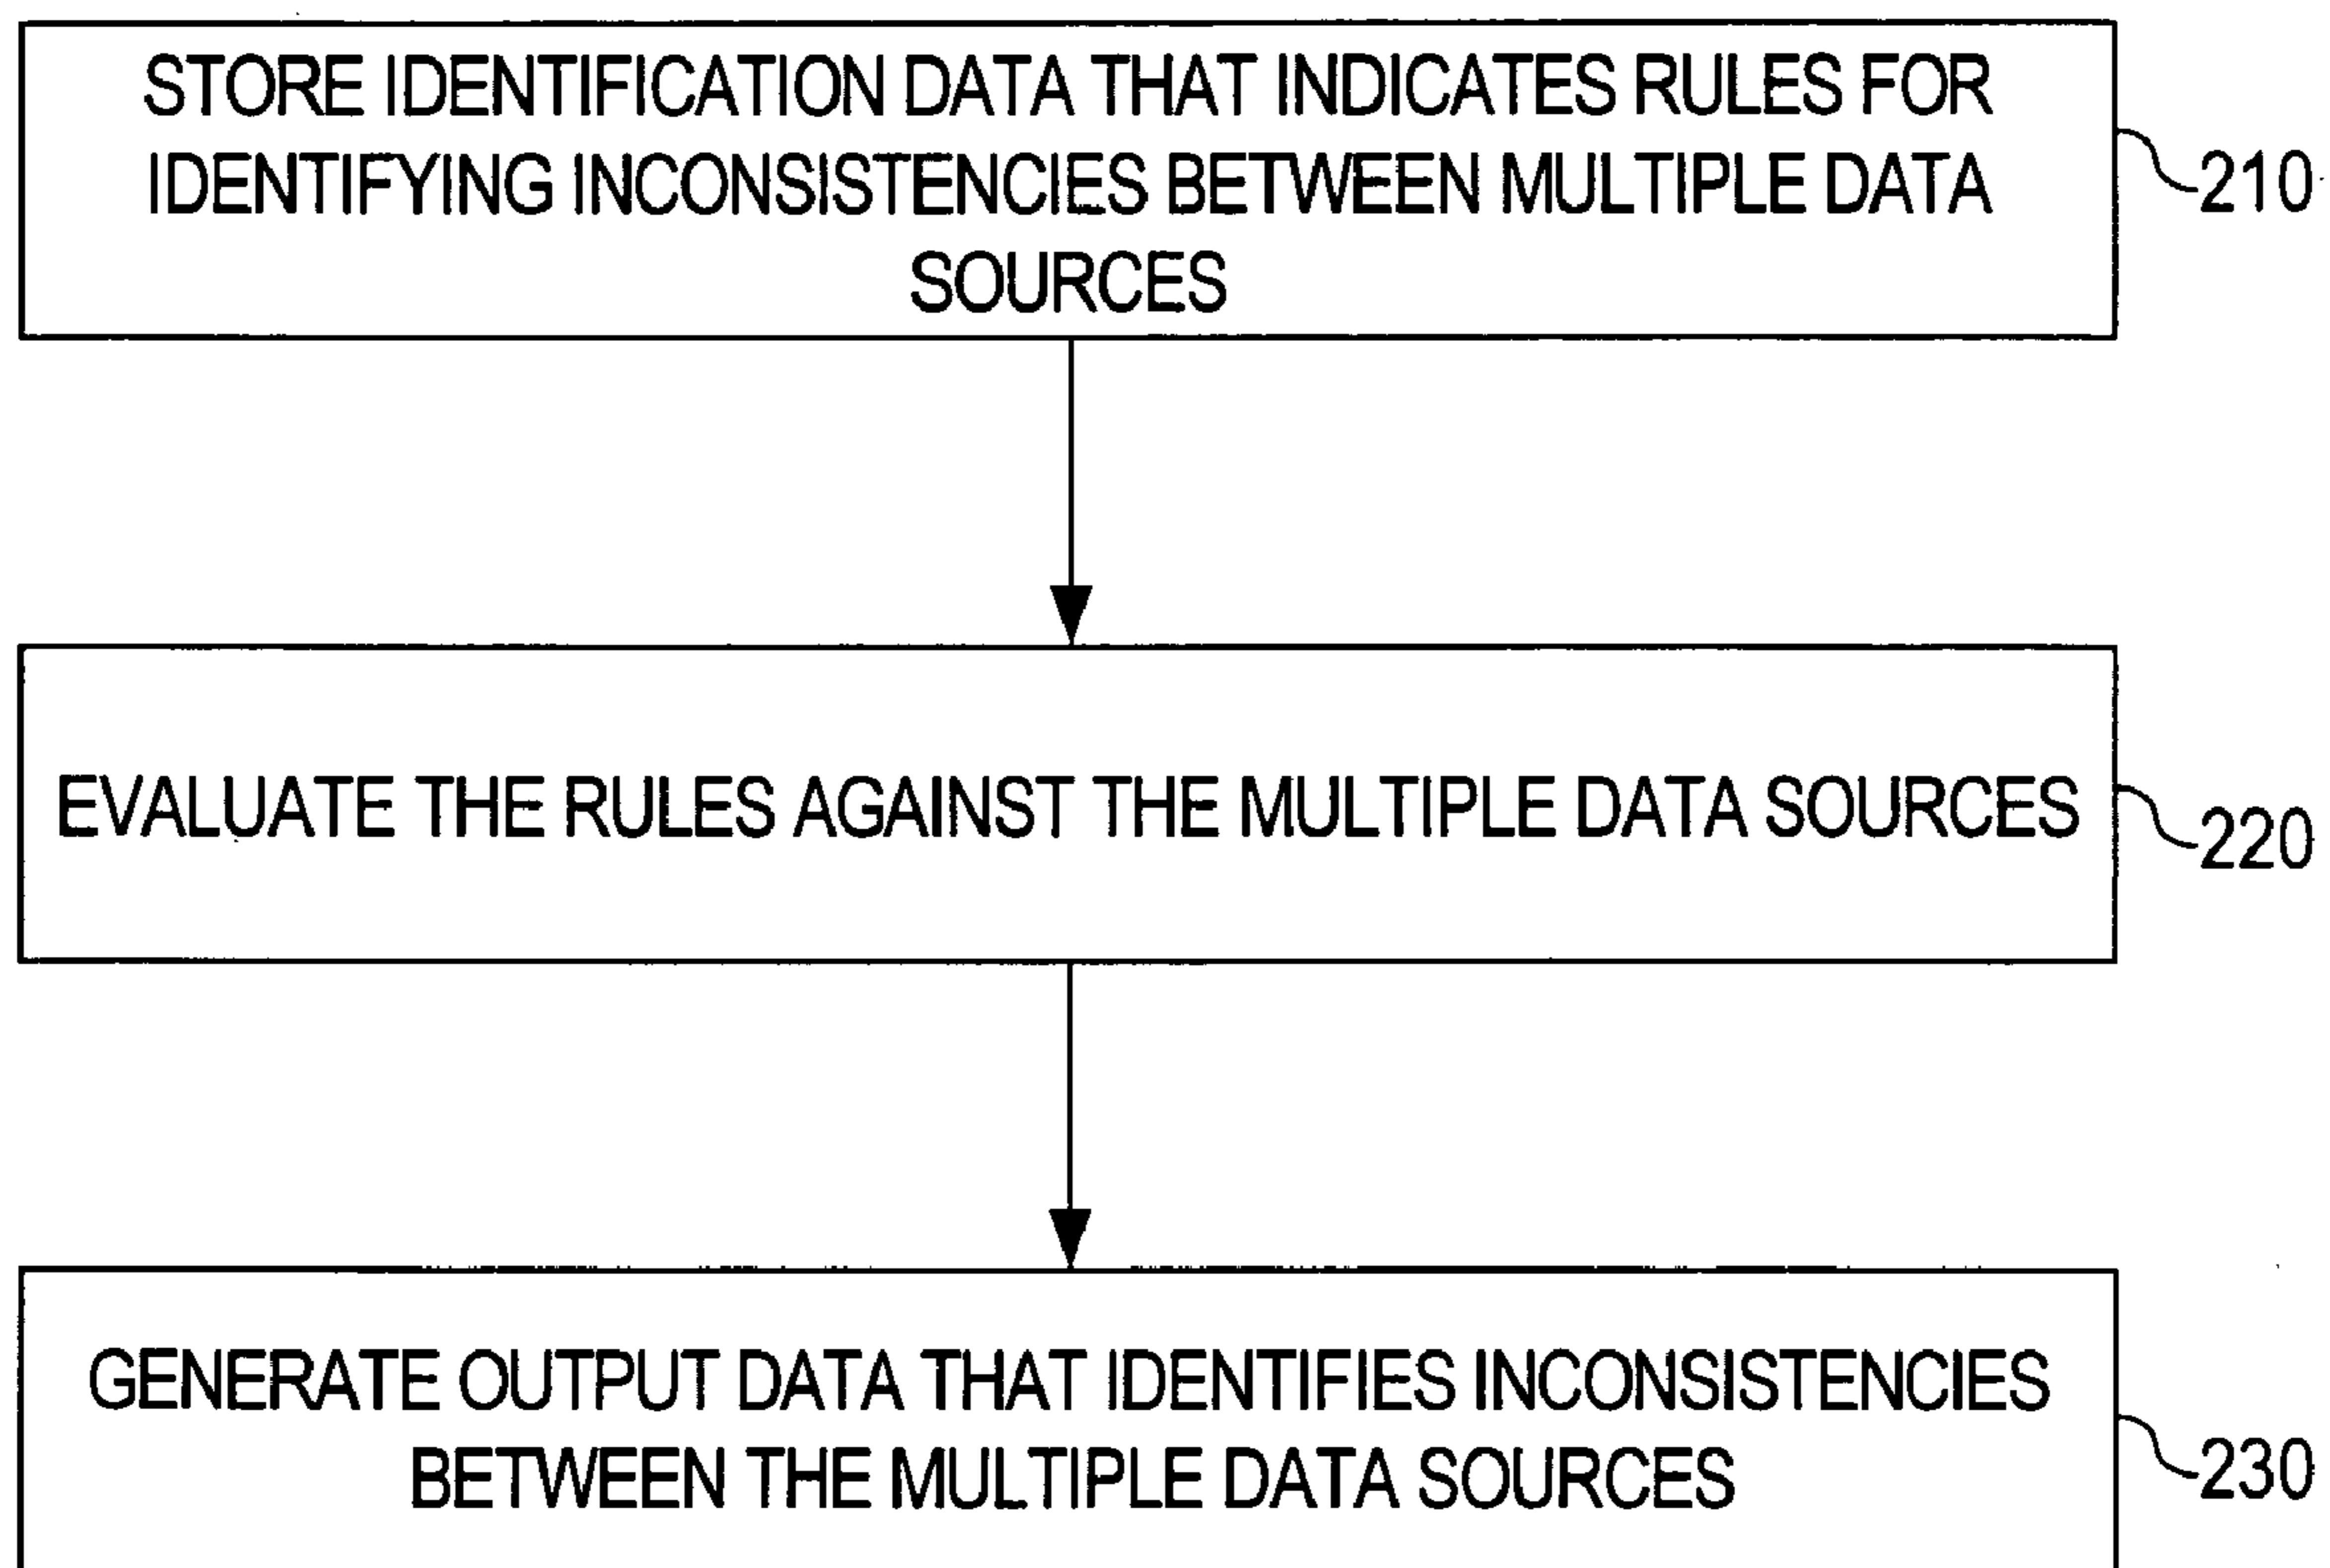 STORE IDENTIFICATION DATA THAT INDICATES RULES FOR
IDENTIFYING INCONSISTENCIES BETWEEN MULTIPLE DATA
SOURCES
210
EVALUATE THE RULES AGAINST THE MULTIPLE DATA SOURCES
220
GENERATE OUTPUT DATA THAT IDENTIFIES INCONSISTENCIES
BETWEEN THE MULTIPLE DATA SOURCES
230